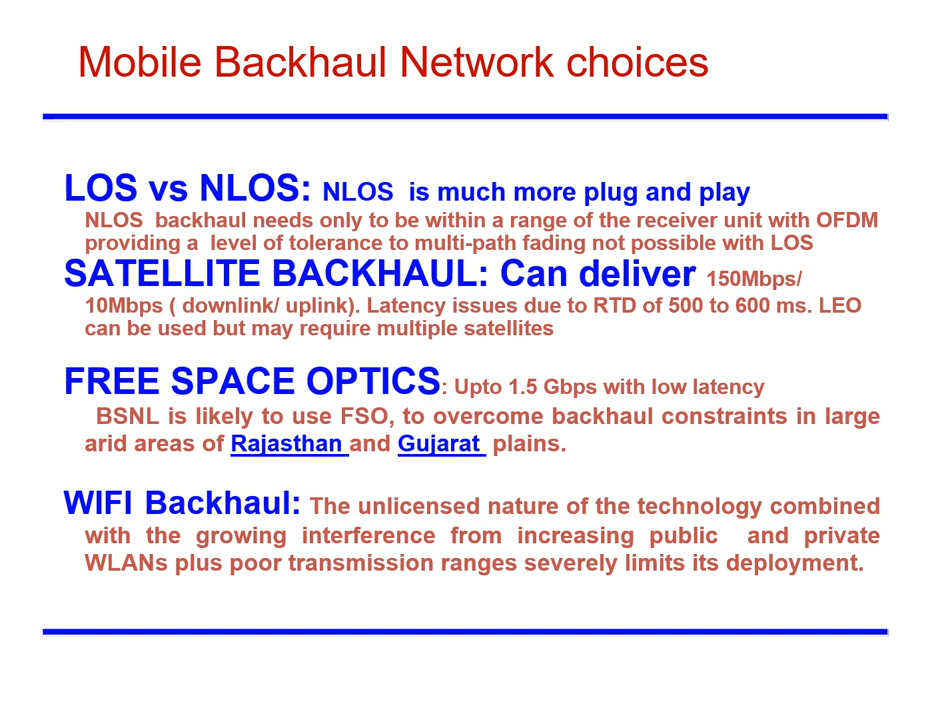 Mobile Backhaul Network choices
LOS vs NLOS: NLOS is much more plug and play
NLOS backhaul needs only to be within a range of the receiver unit with OFDM
providing a level of tolerance to multi-path fading not possible with LOS
SATELLITE BACKHAUL: Can deliver 150Mbps/
10Mbps ( downlink/ uplink). Latency issues due to RTD of 500 to 600 ms. LEO
can be used but may require multiple satellites
FREE SPACE OPTICS: Upto 1.5 Gbps with low latency
BSNL is likely to use FSO, to overcome backhaul constraints in large
arid areas of Rajasthan and Gujarat plains.
WIFI Backhaul: The unlicensed nature of the technology combined
with the growing interference from increasing public and private
WLANs plus poor transmission ranges severely limits its deployment.